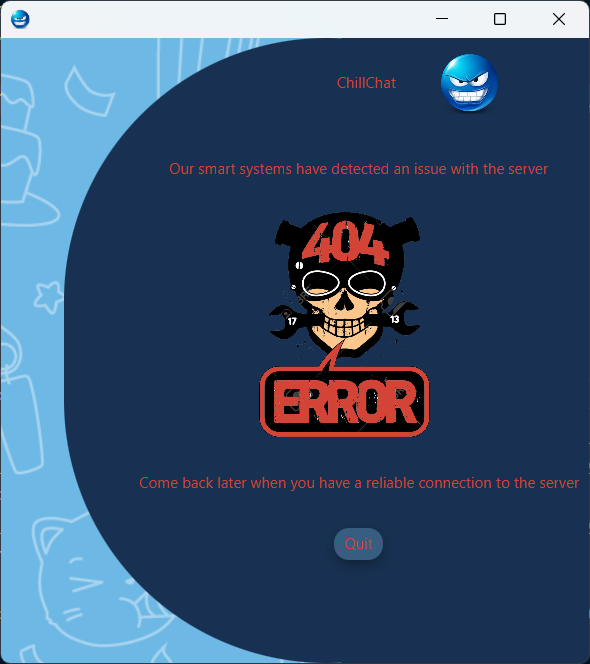 ChillChat
Our smart systems have detected an issue with the server
404
17
13
ERROR
Come back later when you have a reliable connection to the server
Quit